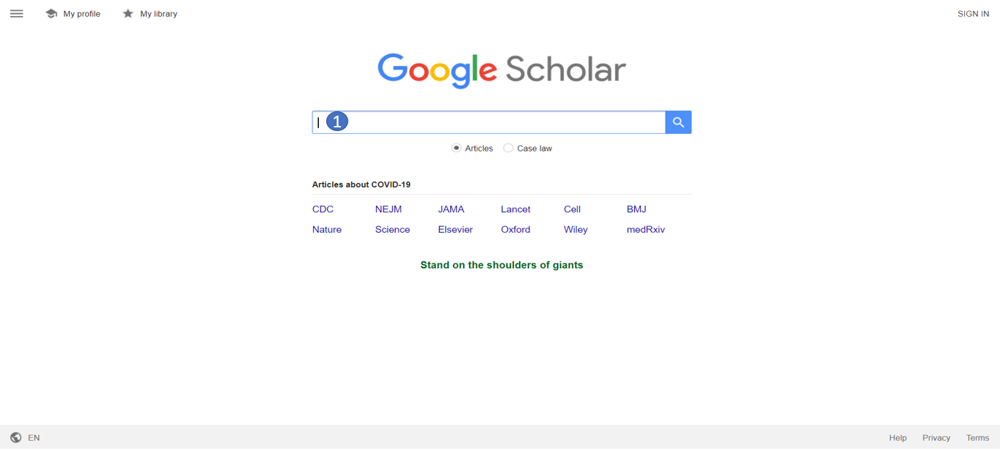 My profile My library SIGN IN
Google Scholar
1
Articles Case law
Articles about COVID-19
CDC NEJM JAMA Lancet Cell BMJ
Nature Science Elsevier Oxford Wiley medRxiv
Stand on the shoulders of giants
EN Help Privacy Terms